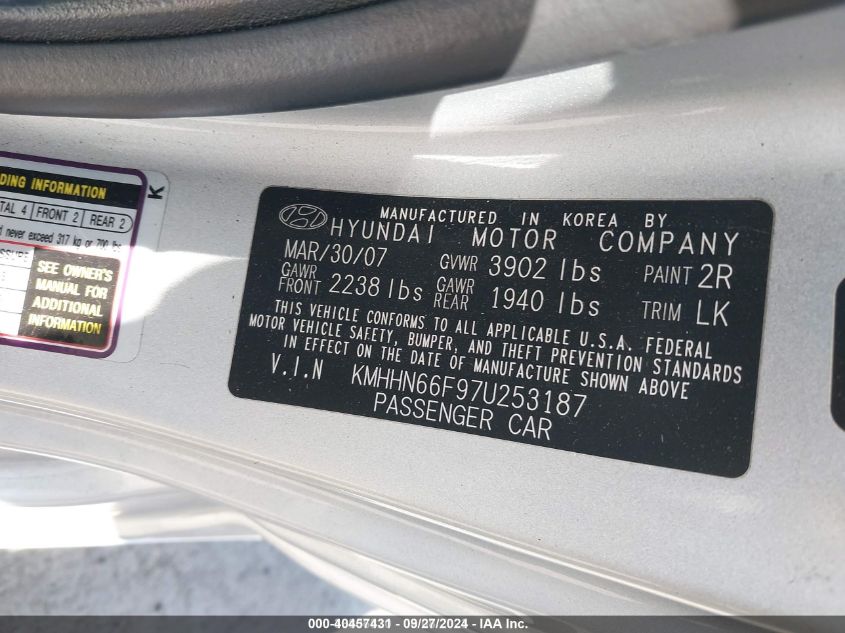 DING INFORMATION
TAL 4 FRONT 2 REAR 2
d never exceed 317 kg or 700 lbs
SSURE
SEE OWNER'S
MANUAL FOR
ADDITIONAL
INFORMATION
K
MANUFACTURED IN KOREA BY
HYUNDAI MOTOR COMPANY
MAR/30/07 GVWR 3902 lbs PAINT 2R
GAWR FRONT 2238 lbs GAWR REAR 1940 lbs TRIM LK
THIS VEHICLE CONFORMS TO ALL APPLICABLE U.S.A. FEDERAL
MOTOR VEHICLE SAFETY, BUMPER, AND THEFT PREVENTION STANDARDS
IN EFFECT ON THE DATE OF MANUFACTURE SHOWN ABOVE
V.I.N KMHHN66F97U253187
PASSENGER CAR
000-40457431 - 09/27/2024 - IAA Inc.